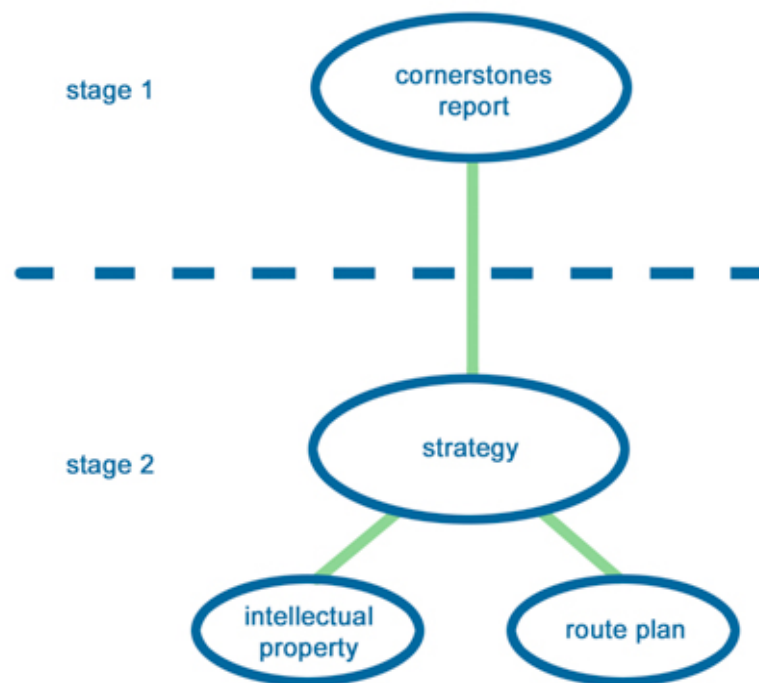 stage 1
cornerstones
report
stage 2
strategy
intellectual
property
route plan